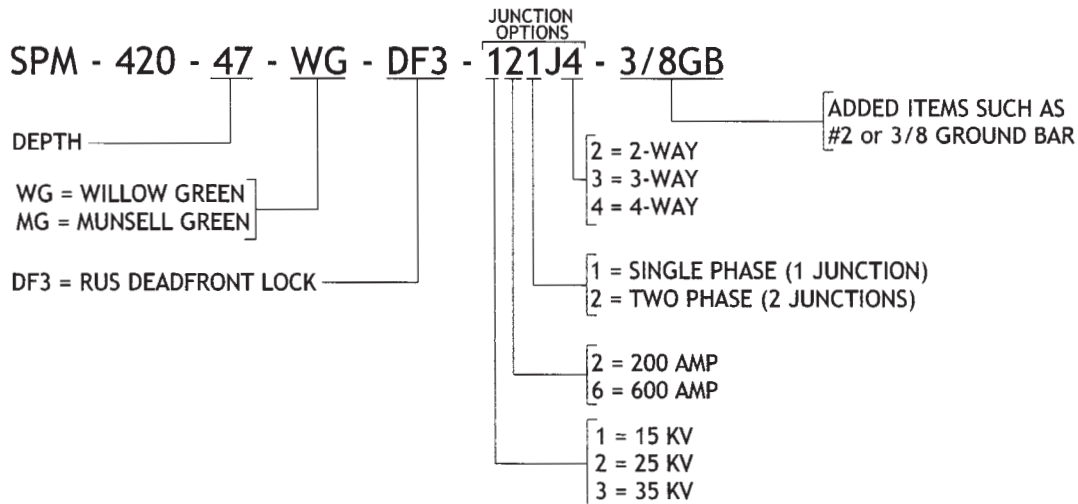 JUNCTION
OPTIONS
SPM - 420 - 47 - WG - DF3 - 121J4 - 3/8GB
ADDED ITEMS SUCH AS
#2 or 3/8 GROUND BAR
DEPTH
2 = 2-WAY
3 = 3-WAY
4 = 4-WAY
WG = WILLOW GREEN
MG = MUNSELL GREEN
DF3 = RUS DEADFRONT LOCK
1 = SINGLE PHASE (1 JUNCTION)
2 = TWO PHASE (2 JUNCTIONS)
2 = 200 AMP
6 = 600 AMP
1 = 15 KV
2 = 25 KV
3 = 35 KV